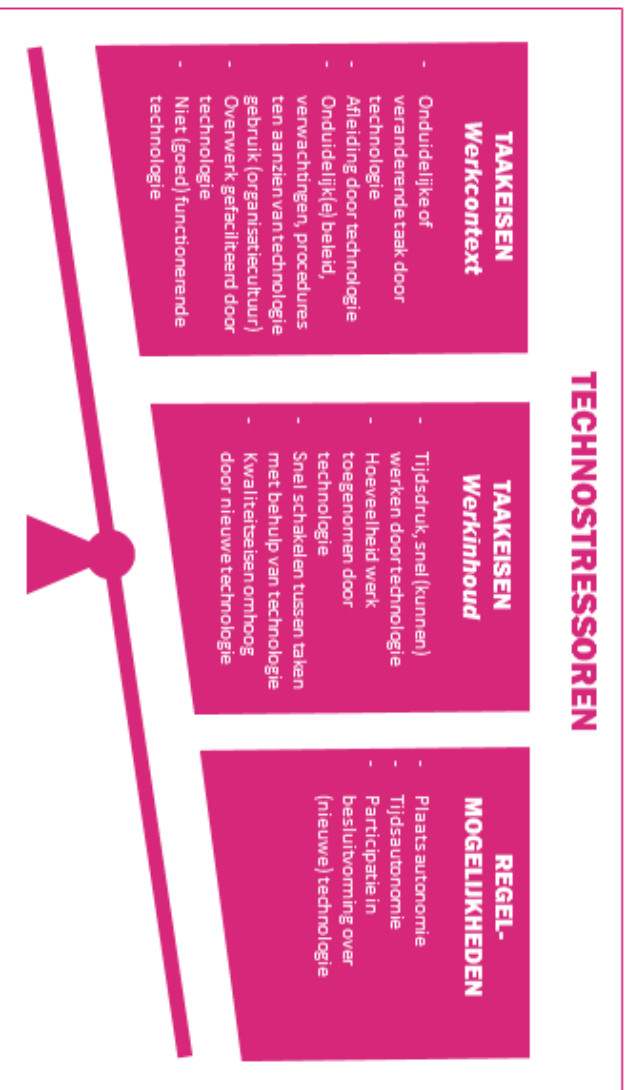 TECHNOSTRESSOREN
TAAKEISEN
Werkcontext
- Onduidelijke of
veranderende taak door
technologie
- Afleiding door technologie
- Onduidelijk(e) beleid,
verwachtingen, procedures
ten aanzien van technologie
gebruik (organisatiecultuur)
- Overwerk gefaciliteerd door
technologie
- Niet (goed) functionerende
technologie
TAAKEISEN
Werkinhoud
- Tijdsdruk, snel (kunnen)
werken door technologie
- Hoeveelheid werk
toegenomen door
technologie
- Snel schakelen tussen taken
met behulp van technologie
- Kwaliteitseisen omhoog
door nieuwe technologie
REGEL-
MOGELIJKHEDEN
- Plaatsautonomie
- Tijdsautonomie
- Participatie in
besluitvorming over
(nieuwe) technologie